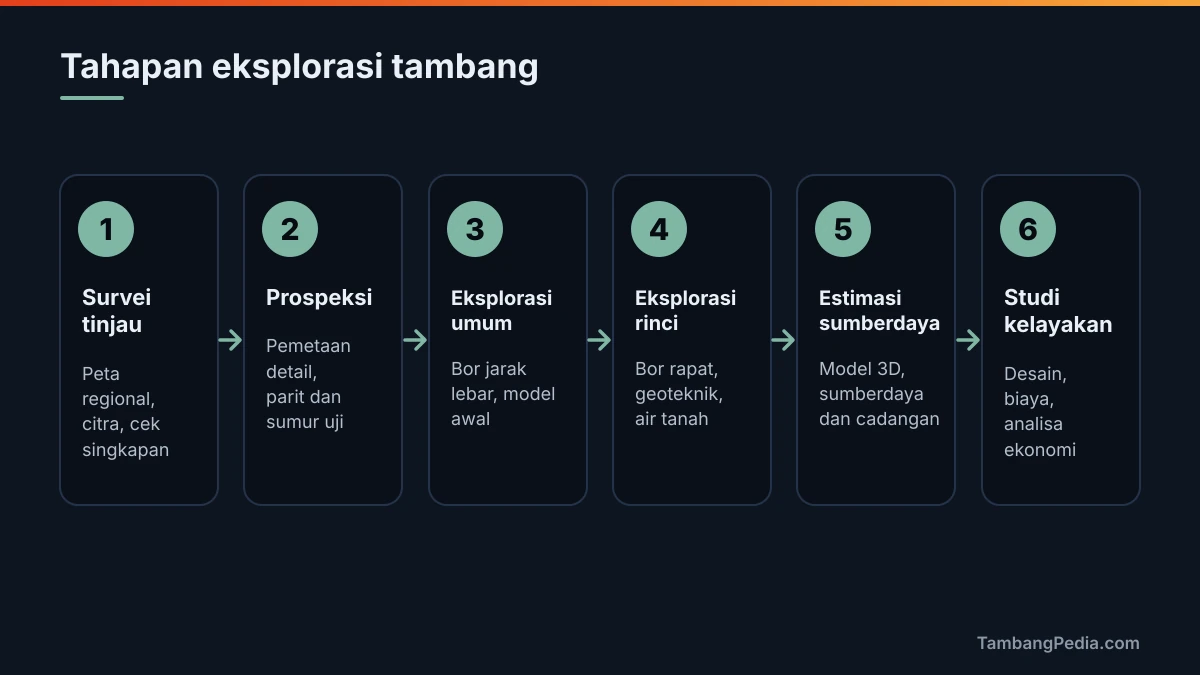 Tahapan eksplorasi tambang
1
Survei
tinjau
Peta
regional,
citra, cek
singkapan
2
Prospeksi
Pemetaan
detail,
parit dan
sumur uji
3
Eksplorasi
umum
Bor jarak
lebar, model
awal
4
Eksplorasi
rinci
Bor rapat,
geoteknik,
air tanah
5
Estimasi
sumberdaya
Model 3D,
sumberdaya
dan cadangan
6
Studi
kelayakan
Desain,
biaya,
analisa
ekonomi
TambangPedia.com